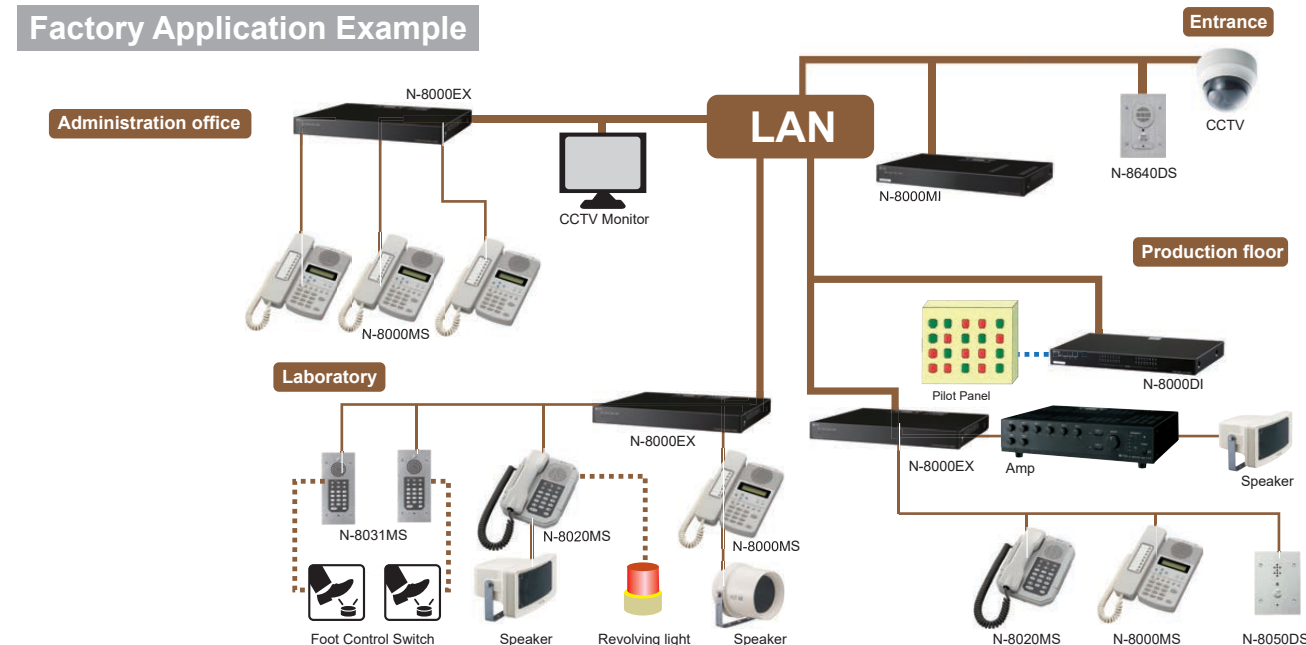 Factory Application Example
Entrance
N-8000EX
Administration office
LAN
CCTV
N-8640DS
N-8000MI
CCTV Monitor
Production floor
N-8000MS
Laboratory
Pilot Panel
N-8000DI
N-8000EX
N-8000EX
Amp
Speaker
N-8031MS
N-8020MS
N-8000MS
Foot Control Switch
Speaker
Revolving light
Speaker
N-8020MS
N-8000MS
N-8050DS